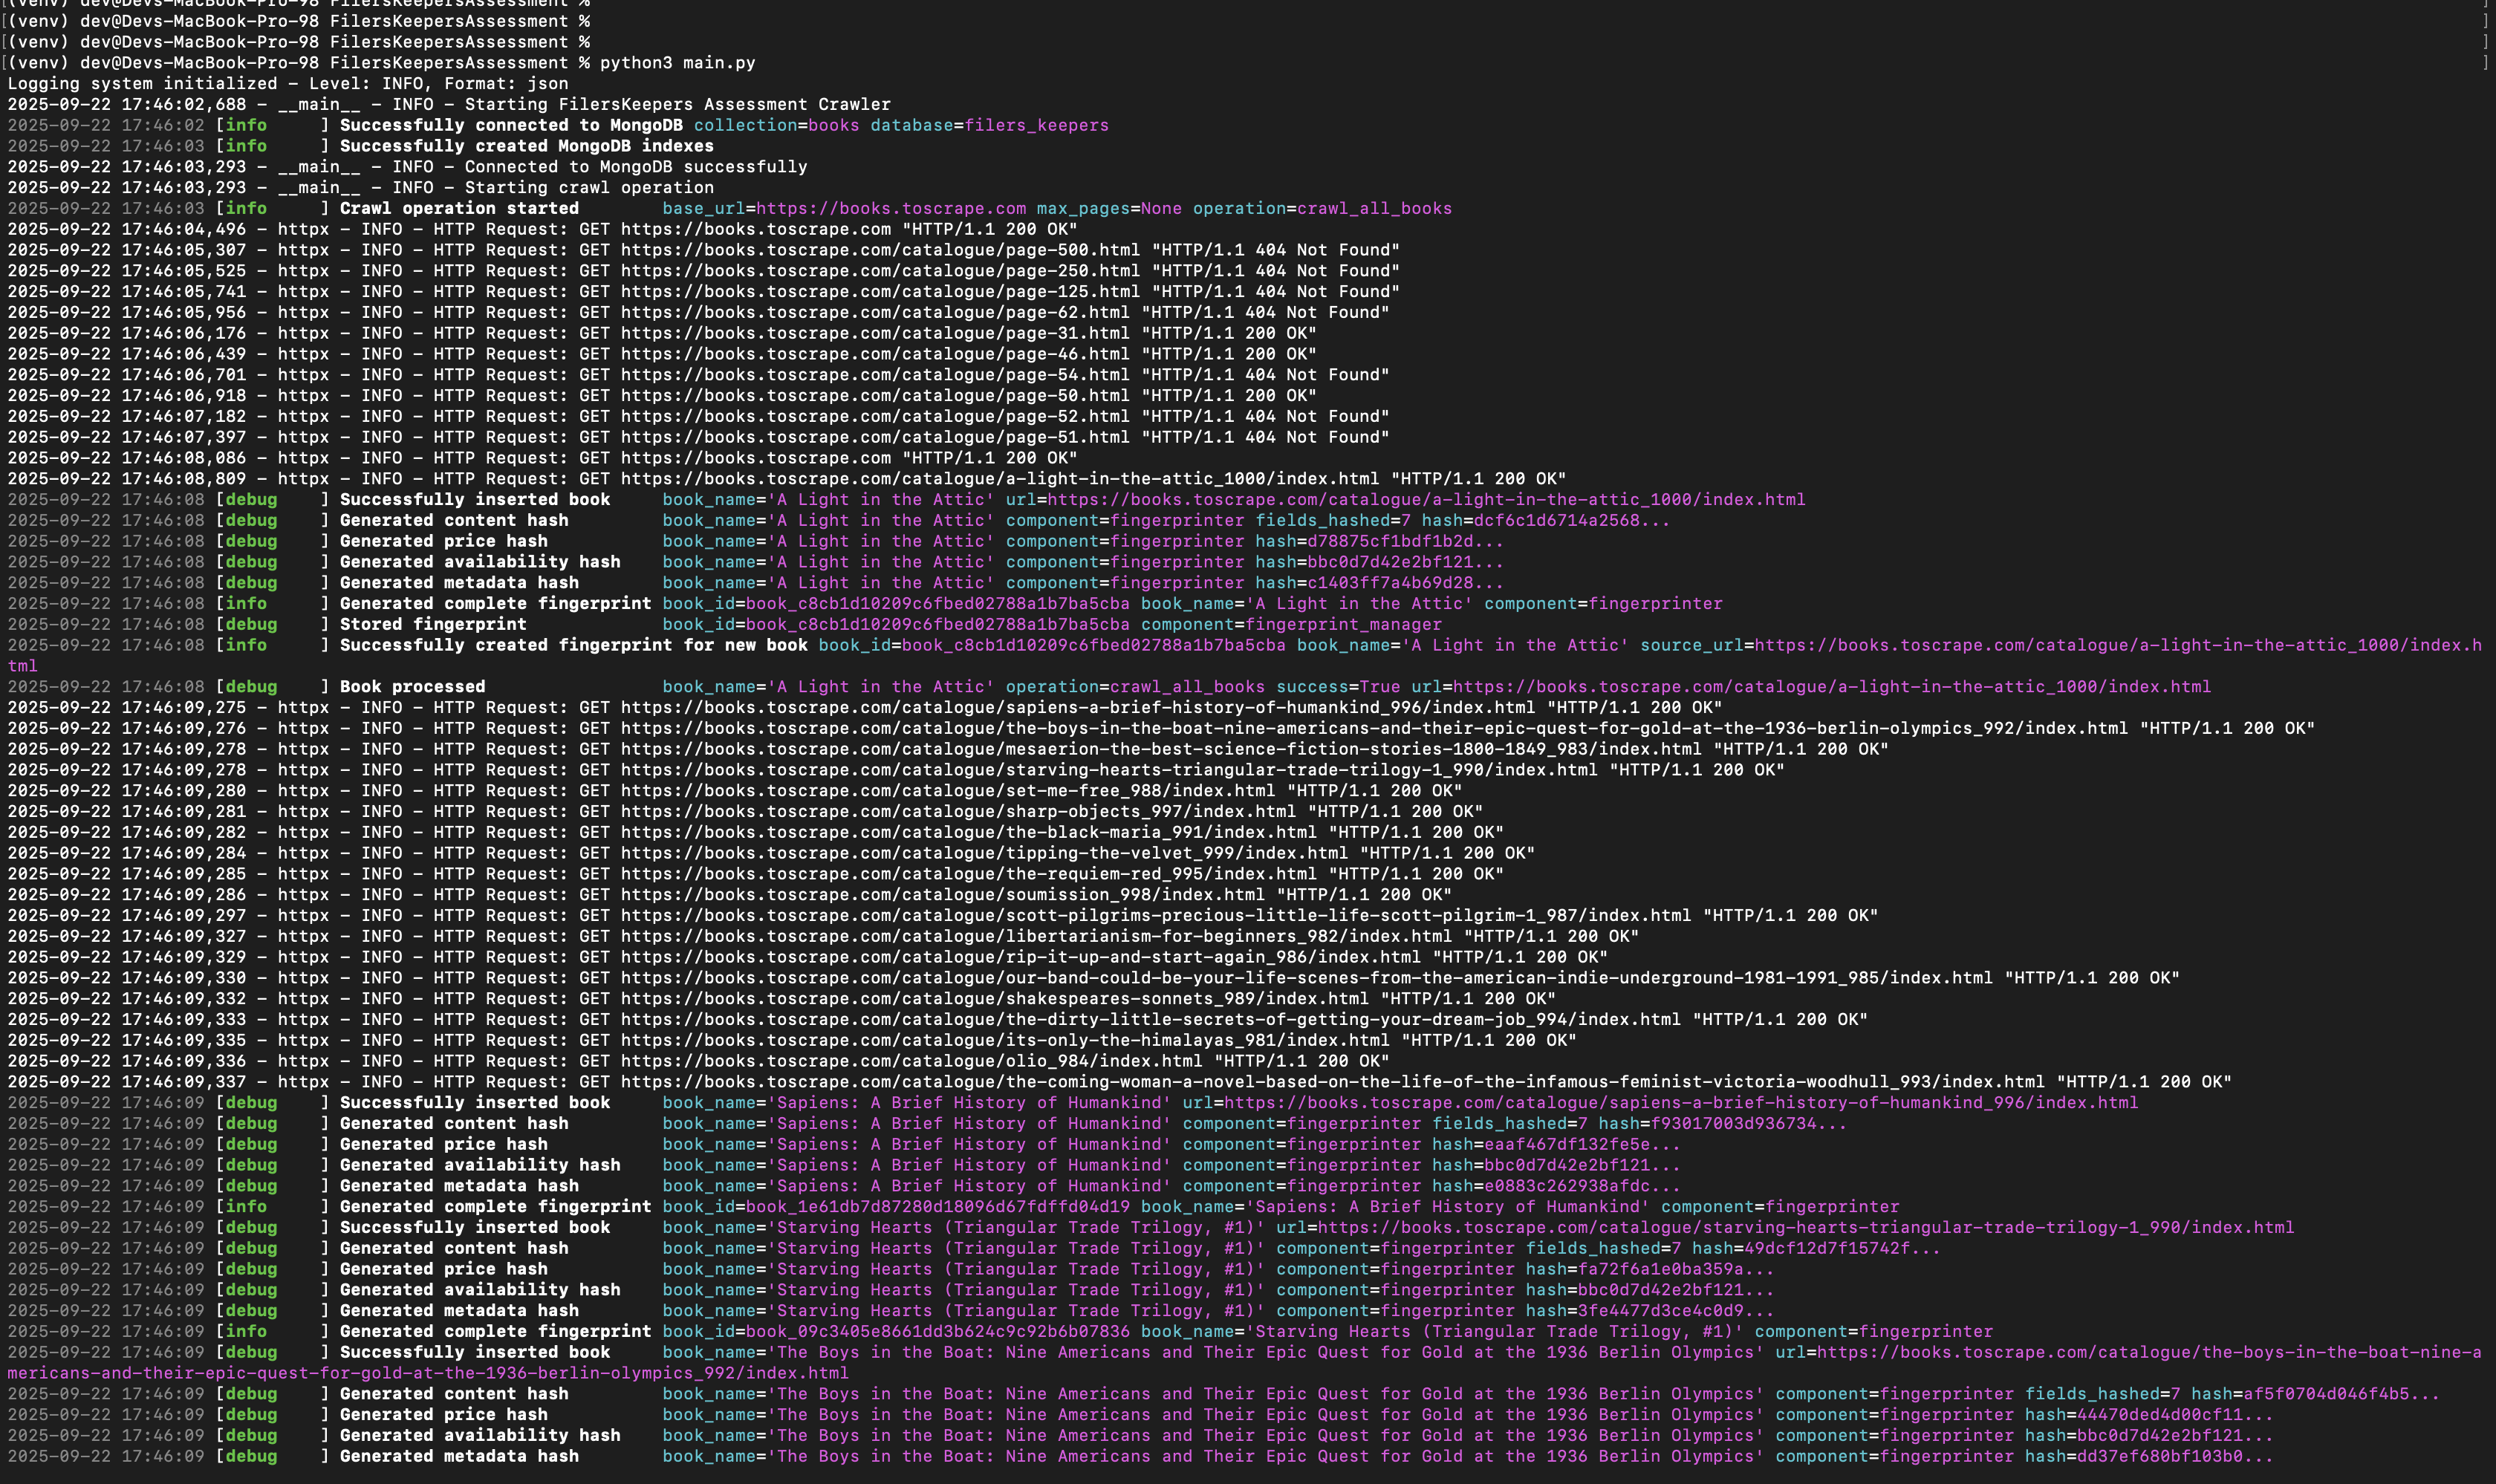 [(venv) dev@Devs-MacBook-Pro-98 FilersKeepersAssessment % ]
[(venv) dev@Devs-MacBook-Pro-98 FilersKeepersAssessment % ]
[(venv) dev@Devs-MacBook-Pro-98 FilersKeepersAssessment % ]
[(venv) dev@Devs-MacBook-Pro-98 FilersKeepersAssessment % python3 main.py ]
Logging system initialized - Level: INFO, Format: json
2025-09-22 17:46:02,688 - __main__ - INFO - Starting FilersKeepers Assessment Crawler
2025-09-22 17:46:02 [info     ] Successfully connected to MongoDB collection=books database=filers_keepers
2025-09-22 17:46:03 [info     ] Successfully created MongoDB indexes
2025-09-22 17:46:03,293 - __main__ - INFO - Connected to MongoDB successfully
2025-09-22 17:46:03,293 - __main__ - INFO - Starting crawl operation
2025-09-22 17:46:03 [info     ] Crawl operation started        base_url=https://books.toscrape.com max_pages=None operation=crawl_all_books
2025-09-22 17:46:04,496 - httpx - INFO - HTTP Request: GET https://books.toscrape.com "HTTP/1.1 200 OK"
2025-09-22 17:46:05,307 - httpx - INFO - HTTP Request: GET https://books.toscrape.com/catalogue/page-500.html "HTTP/1.1 404 Not Found"
2025-09-22 17:46:05,525 - httpx - INFO - HTTP Request: GET https://books.toscrape.com/catalogue/page-250.html "HTTP/1.1 404 Not Found"
2025-09-22 17:46:05,741 - httpx - INFO - HTTP Request: GET https://books.toscrape.com/catalogue/page-125.html "HTTP/1.1 404 Not Found"
2025-09-22 17:46:05,956 - httpx - INFO - HTTP Request: GET https://books.toscrape.com/catalogue/page-62.html "HTTP/1.1 404 Not Found"
2025-09-22 17:46:06,176 - httpx - INFO - HTTP Request: GET https://books.toscrape.com/catalogue/page-31.html "HTTP/1.1 200 OK"
2025-09-22 17:46:06,439 - httpx - INFO - HTTP Request: GET https://books.toscrape.com/catalogue/page-46.html "HTTP/1.1 200 OK"
2025-09-22 17:46:06,701 - httpx - INFO - HTTP Request: GET https://books.toscrape.com/catalogue/page-54.html "HTTP/1.1 404 Not Found"
2025-09-22 17:46:06,918 - httpx - INFO - HTTP Request: GET https://books.toscrape.com/catalogue/page-50.html "HTTP/1.1 200 OK"
2025-09-22 17:46:07,182 - httpx - INFO - HTTP Request: GET https://books.toscrape.com/catalogue/page-52.html "HTTP/1.1 404 Not Found"
2025-09-22 17:46:07,397 - httpx - INFO - HTTP Request: GET https://books.toscrape.com/catalogue/page-51.html "HTTP/1.1 404 Not Found"
2025-09-22 17:46:08,086 - httpx - INFO - HTTP Request: GET https://books.toscrape.com "HTTP/1.1 200 OK"
2025-09-22 17:46:08,809 - httpx - INFO - HTTP Request: GET https://books.toscrape.com/catalogue/a-light-in-the-attic_1000/index.html "HTTP/1.1 200 OK"
2025-09-22 17:46:08 [debug    ] Successfully inserted book     book_name='A Light in the Attic' url=https://books.toscrape.com/catalogue/a-light-in-the-attic_1000/index.html
2025-09-22 17:46:08 [debug    ] Generated content hash         book_name='A Light in the Attic' component=fingerprinter fields_hashed=7 hash=dcf6c1d6714a2568...
2025-09-22 17:46:08 [debug    ] Generated price hash           book_name='A Light in the Attic' component=fingerprinter hash=d78875cf1bdf1b2d...
2025-09-22 17:46:08 [debug    ] Generated availability hash    book_name='A Light in the Attic' component=fingerprinter hash=bbc0d7d42e2bf121...
2025-09-22 17:46:08 [debug    ] Generated metadata hash        book_name='A Light in the Attic' component=fingerprinter hash=c1403ff7a4b69d28...
2025-09-22 17:46:08 [info     ] Generated complete fingerprint book_id=book_c8cb1d10209c6fbed02788a1b7ba5cba book_name='A Light in the Attic' component=fingerprinter
2025-09-22 17:46:08 [debug    ] Stored fingerprint             book_id=book_c8cb1d10209c6fbed02788a1b7ba5cba component=fingerprint_manager
2025-09-22 17:46:08 [info     ] Successfully created fingerprint for new book book_id=book_c8cb1d10209c6fbed02788a1b7ba5cba book_name='A Light in the Attic' source_url=https://books.toscrape.com/catalogue/a-light-in-the-attic_1000/index.h
tml
2025-09-22 17:46:08 [debug    ] Book processed                 book_name='A Light in the Attic' operation=crawl_all_books success=True url=https://books.toscrape.com/catalogue/a-light-in-the-attic_1000/index.html
2025-09-22 17:46:09,275 - httpx - INFO - HTTP Request: GET https://books.toscrape.com/catalogue/sapiens-a-brief-history-of-humankind_996/index.html "HTTP/1.1 200 OK"
2025-09-22 17:46:09,276 - httpx - INFO - HTTP Request: GET https://books.toscrape.com/catalogue/the-boys-in-the-boat-nine-americans-and-their-epic-quest-for-gold-at-the-1936-berlin-olympics_992/index.html "HTTP/1.1 200 OK"
2025-09-22 17:46:09,278 - httpx - INFO - HTTP Request: GET https://books.toscrape.com/catalogue/mesaerion-the-best-science-fiction-stories-1800-1849_983/index.html "HTTP/1.1 200 OK"
2025-09-22 17:46:09,278 - httpx - INFO - HTTP Request: GET https://books.toscrape.com/catalogue/starving-hearts-triangular-trade-trilogy-1_990/index.html "HTTP/1.1 200 OK"
2025-09-22 17:46:09,280 - httpx - INFO - HTTP Request: GET https://books.toscrape.com/catalogue/set-me-free_988/index.html "HTTP/1.1 200 OK"
2025-09-22 17:46:09,281 - httpx - INFO - HTTP Request: GET https://books.toscrape.com/catalogue/sharp-objects_997/index.html "HTTP/1.1 200 OK"
2025-09-22 17:46:09,282 - httpx - INFO - HTTP Request: GET https://books.toscrape.com/catalogue/the-black-maria_991/index.html "HTTP/1.1 200 OK"
2025-09-22 17:46:09,284 - httpx - INFO - HTTP Request: GET https://books.toscrape.com/catalogue/tipping-the-velvet_999/index.html "HTTP/1.1 200 OK"
2025-09-22 17:46:09,285 - httpx - INFO - HTTP Request: GET https://books.toscrape.com/catalogue/the-requiem-red_995/index.html "HTTP/1.1 200 OK"
2025-09-22 17:46:09,286 - httpx - INFO - HTTP Request: GET https://books.toscrape.com/catalogue/soumission_998/index.html "HTTP/1.1 200 OK"
2025-09-22 17:46:09,297 - httpx - INFO - HTTP Request: GET https://books.toscrape.com/catalogue/scott-pilgrims-precious-little-life-scott-pilgrim-1_987/index.html "HTTP/1.1 200 OK"
2025-09-22 17:46:09,327 - httpx - INFO - HTTP Request: GET https://books.toscrape.com/catalogue/libertarianism-for-beginners_982/index.html "HTTP/1.1 200 OK"
2025-09-22 17:46:09,329 - httpx - INFO - HTTP Request: GET https://books.toscrape.com/catalogue/rip-it-up-and-start-again_986/index.html "HTTP/1.1 200 OK"
2025-09-22 17:46:09,330 - httpx - INFO - HTTP Request: GET https://books.toscrape.com/catalogue/our-band-could-be-your-life-scenes-from-the-american-indie-underground-1981-1991_985/index.html "HTTP/1.1 200 OK"
2025-09-22 17:46:09,332 - httpx - INFO - HTTP Request: GET https://books.toscrape.com/catalogue/shakespeares-sonnets_989/index.html "HTTP/1.1 200 OK"
2025-09-22 17:46:09,333 - httpx - INFO - HTTP Request: GET https://books.toscrape.com/catalogue/the-dirty-little-secrets-of-getting-your-dream-job_994/index.html "HTTP/1.1 200 OK"
2025-09-22 17:46:09,335 - httpx - INFO - HTTP Request: GET https://books.toscrape.com/catalogue/its-only-the-himalayas_981/index.html "HTTP/1.1 200 OK"
2025-09-22 17:46:09,336 - httpx - INFO - HTTP Request: GET https://books.toscrape.com/catalogue/olio_984/index.html "HTTP/1.1 200 OK"
2025-09-22 17:46:09,337 - httpx - INFO - HTTP Request: GET https://books.toscrape.com/catalogue/the-coming-woman-a-novel-based-on-the-life-of-the-infamous-feminist-victoria-woodhull_993/index.html "HTTP/1.1 200 OK"
2025-09-22 17:46:09 [debug    ] Successfully inserted book     book_name='Sapiens: A Brief History of Humankind' url=https://books.toscrape.com/catalogue/sapiens-a-brief-history-of-humankind_996/index.html
2025-09-22 17:46:09 [debug    ] Generated content hash         book_name='Sapiens: A Brief History of Humankind' component=fingerprinter fields_hashed=7 hash=f93017003d936734...
2025-09-22 17:46:09 [debug    ] Generated price hash           book_name='Sapiens: A Brief History of Humankind' component=fingerprinter hash=eaaf467df132fe5e...
2025-09-22 17:46:09 [debug    ] Generated availability hash    book_name='Sapiens: A Brief History of Humankind' component=fingerprinter hash=bbc0d7d42e2bf121...
2025-09-22 17:46:09 [debug    ] Generated metadata hash        book_name='Sapiens: A Brief History of Humankind' component=fingerprinter hash=e0883c262938afdc...
2025-09-22 17:46:09 [info     ] Generated complete fingerprint book_id=book_1e61db7d87280d18096d67fdffd04d19 book_name='Sapiens: A Brief History of Humankind' component=fingerprinter
2025-09-22 17:46:09 [debug    ] Successfully inserted book     book_name='Starving Hearts (Triangular Trade Trilogy, #1)' url=https://books.toscrape.com/catalogue/starving-hearts-triangular-trade-trilogy-1_990/index.html
2025-09-22 17:46:09 [debug    ] Generated content hash         book_name='Starving Hearts (Triangular Trade Trilogy, #1)' component=fingerprinter fields_hashed=7 hash=49dcf12d7f15742f...
2025-09-22 17:46:09 [debug    ] Generated price hash           book_name='Starving Hearts (Triangular Trade Trilogy, #1)' component=fingerprinter hash=fa72f6a1e0ba359a...
2025-09-22 17:46:09 [debug    ] Generated availability hash    book_name='Starving Hearts (Triangular Trade Trilogy, #1)' component=fingerprinter hash=bbc0d7d42e2bf121...
2025-09-22 17:46:09 [debug    ] Generated metadata hash        book_name='Starving Hearts (Triangular Trade Trilogy, #1)' component=fingerprinter hash=3fe4477d3ce4c0d9...
2025-09-22 17:46:09 [info     ] Generated complete fingerprint book_id=book_09c3405e8661dd3b624c9c92b6b07836 book_name='Starving Hearts (Triangular Trade Trilogy, #1)' component=fingerprinter
2025-09-22 17:46:09 [debug    ] Successfully inserted book     book_name='The Boys in the Boat: Nine Americans and Their Epic Quest for Gold at the 1936 Berlin Olympics' url=https://books.toscrape.com/catalogue/the-boys-in-the-boat-nine-a
mericans-and-their-epic-quest-for-gold-at-the-1936-berlin-olympics_992/index.html
2025-09-22 17:46:09 [debug    ] Generated content hash         book_name='The Boys in the Boat: Nine Americans and Their Epic Quest for Gold at the 1936 Berlin Olympics' component=fingerprinter fields_hashed=7 hash=af5f0704d046f4b5...
2025-09-22 17:46:09 [debug    ] Generated price hash           book_name='The Boys in the Boat: Nine Americans and Their Epic Quest for Gold at the 1936 Berlin Olympics' component=fingerprinter hash=44470ded4d00cf11...
2025-09-22 17:46:09 [debug    ] Generated availability hash    book_name='The Boys in the Boat: Nine Americans and Their Epic Quest for Gold at the 1936 Berlin Olympics' component=fingerprinter hash=bbc0d7d42e2bf121...
2025-09-22 17:46:09 [debug    ] Generated metadata hash        book_name='The Boys in the Boat: Nine Americans and Their Epic Quest for Gold at the 1936 Berlin Olympics' component=fingerprinter hash=dd37ef680bf103b0...